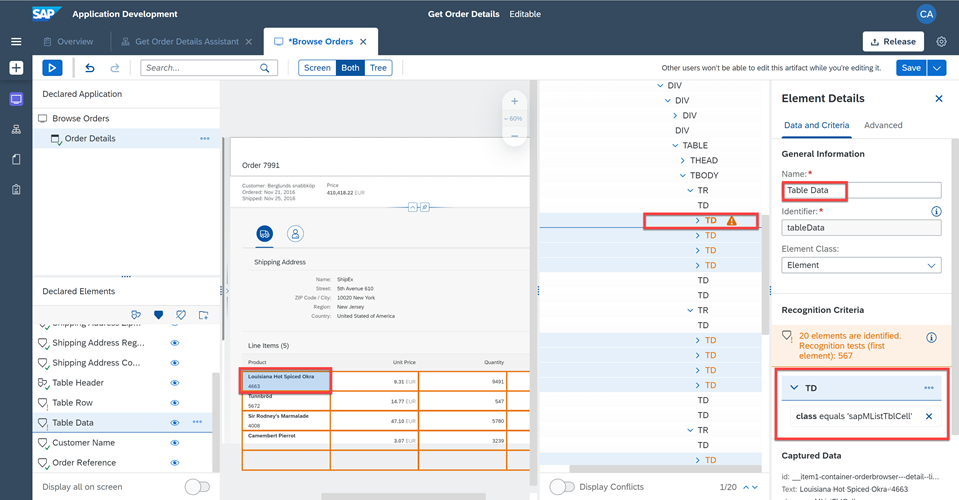 SAP Application Development
Get Order Details Editable
CA
Overview
Get Order Details Assistant
*Browse Orders
Release
Search...
Screen Both Tree
Other users won't be able to edit this artifact while you're editing it.
Save
Declared Application
Browse Orders
Order Details
Declared Elements
Shipping Address Reg...
Shipping Address Co...
Table Header
Table Row
Table Data
Customer Name
Order Reference
Display all on screen
60%
Order 7991
Customer: Berglunds snabbköp
Ordered: Nov 21, 2016
Shipped: Nov 25, 2016
Price
410,418.22 EUR
Shipping Address
Name: ShipEx
Street: 5th Avenue 610
ZIP Code / City: 10020 New York
Region: New Jersey
Country: United Stated of America
Line Items (5)
Product Unit Price Quantity
Louisiana Hot Spiced Okra
4663
9.31 EUR 9491
Tunnbröd
5672
14.77 EUR 547
Sir Rodney's Marmalade
4008
47.10 EUR 5780
Camembert Pierrot
3.07 EUR 3239
DIV
DIV
DIV
DIV
TABLE
THEAD
TBODY
TR
TD
TD
TD
TD
TD
TD
TD
TR
TD
TD
TD
TD
TD
TD
TD
TR
TD
TD
Display Conflicts
1/20
Element Details
Data and Criteria Advanced
General Information
Name:*
Table Data
Identifier:*
tableData
Element Class:
Element
Recognition Criteria
20 elements are identified.
Recognition tests (first
element): 567
TD
class equals 'sapMListTblCell'
Captured Data
id: __item1-container-orderbrowser---detail--li...
Text: Louisiana Hot Spiced Okra¤4663